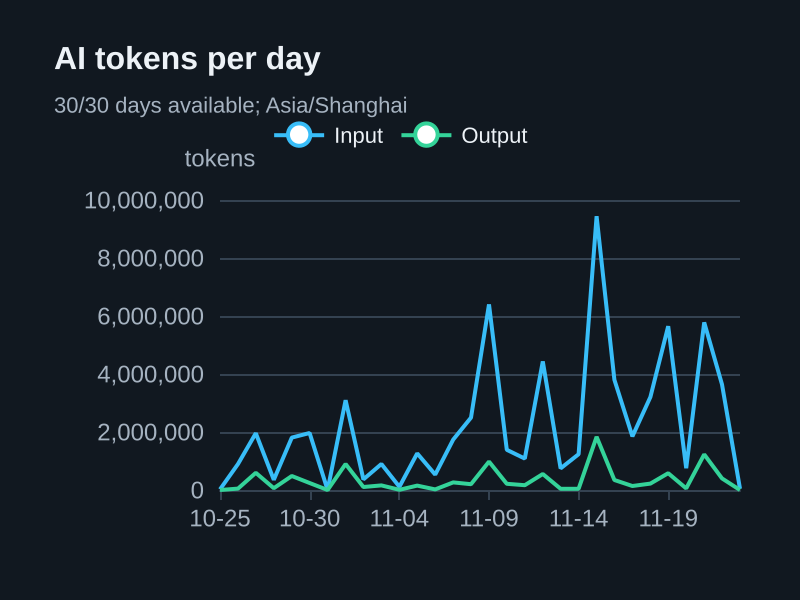 AI tokens per day
30/30 days available; Asia/Shanghai
Input Output
tokens
10,000,000
8,000,000
6,000,000
4,000,000
2,000,000
0
10-25 10-30 11-04 11-09 11-14 11-19